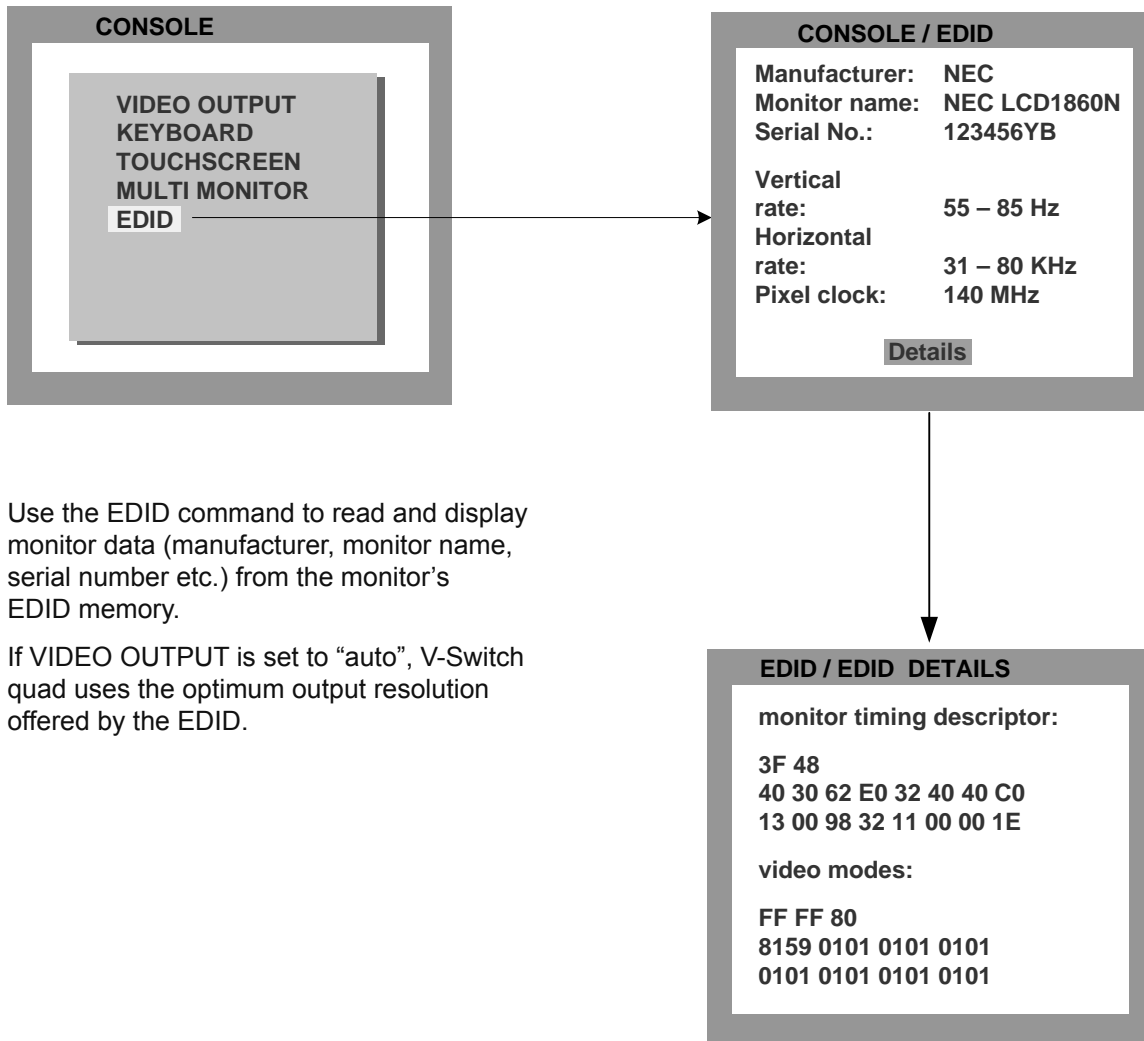 CONSOLE
VIDEO OUTPUT
KEYBOARD
TOUCHSCREEN
MULTI MONITOR
EDID
CONSOLE / EDID
Manufacturer: NEC
Monitor name: NEC LCD1860N
Serial No.: 123456YB
Vertical
rate: 55 – 85 Hz
Horizontal
rate: 31 – 80 KHz
Pixel clock: 140 MHz
Details
Use the EDID command to read and display
monitor data (manufacturer, monitor name,
serial number etc.) from the monitor’s
EDID memory.
If VIDEO OUTPUT is set to “auto”, V-Switch
quad uses the optimum output resolution
offered by the EDID.
EDID / EDID DETAILS
monitor timing descriptor:
3F 48
40 30 62 E0 32 40 40 C0
13 00 98 32 11 00 00 1E
video modes:
FF FF 80
8159 0101 0101 0101
0101 0101 0101 0101